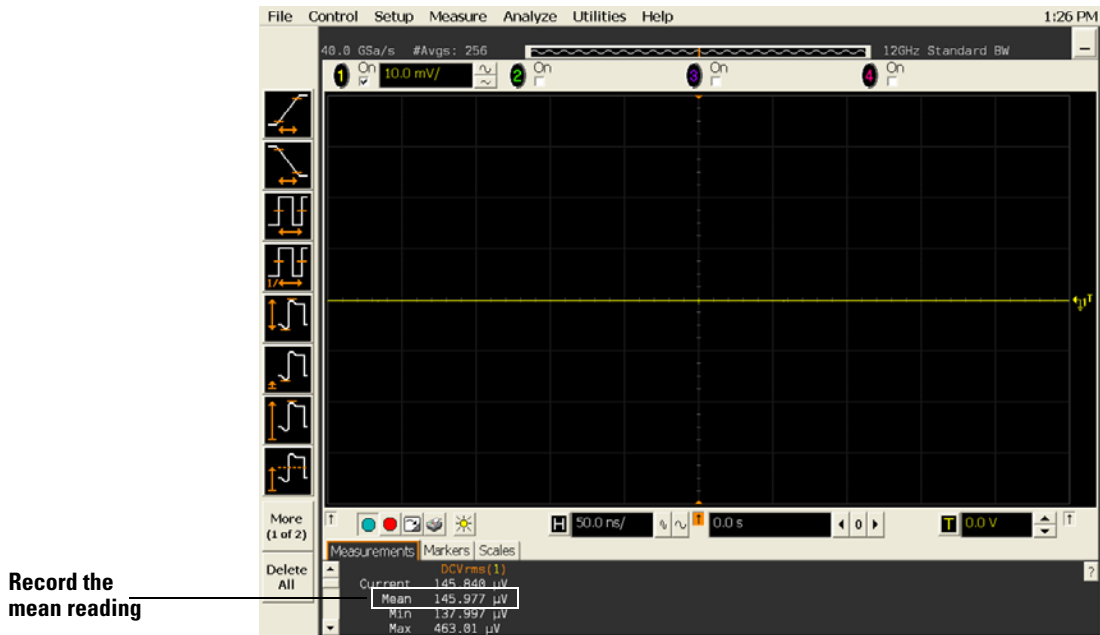 File Control Setup Measure Analyze Utilities Help 1:26 PM
40.0 GSa/s #Avgs: 256 12GHz Standard BW
1 On 10.0 mV/ 2 On 3 On 4 On
T
1/
More
(1 of 2)
H 50.0 ns/ T 0.0 s 0 T 0.0 V
Measurements Markers Scales
Delete
All
DCVrms(1)
?
Current 145.840 µV
Mean 145.977 µV
Min 137.997 µV
Max 463.01 µV
Record the
mean reading